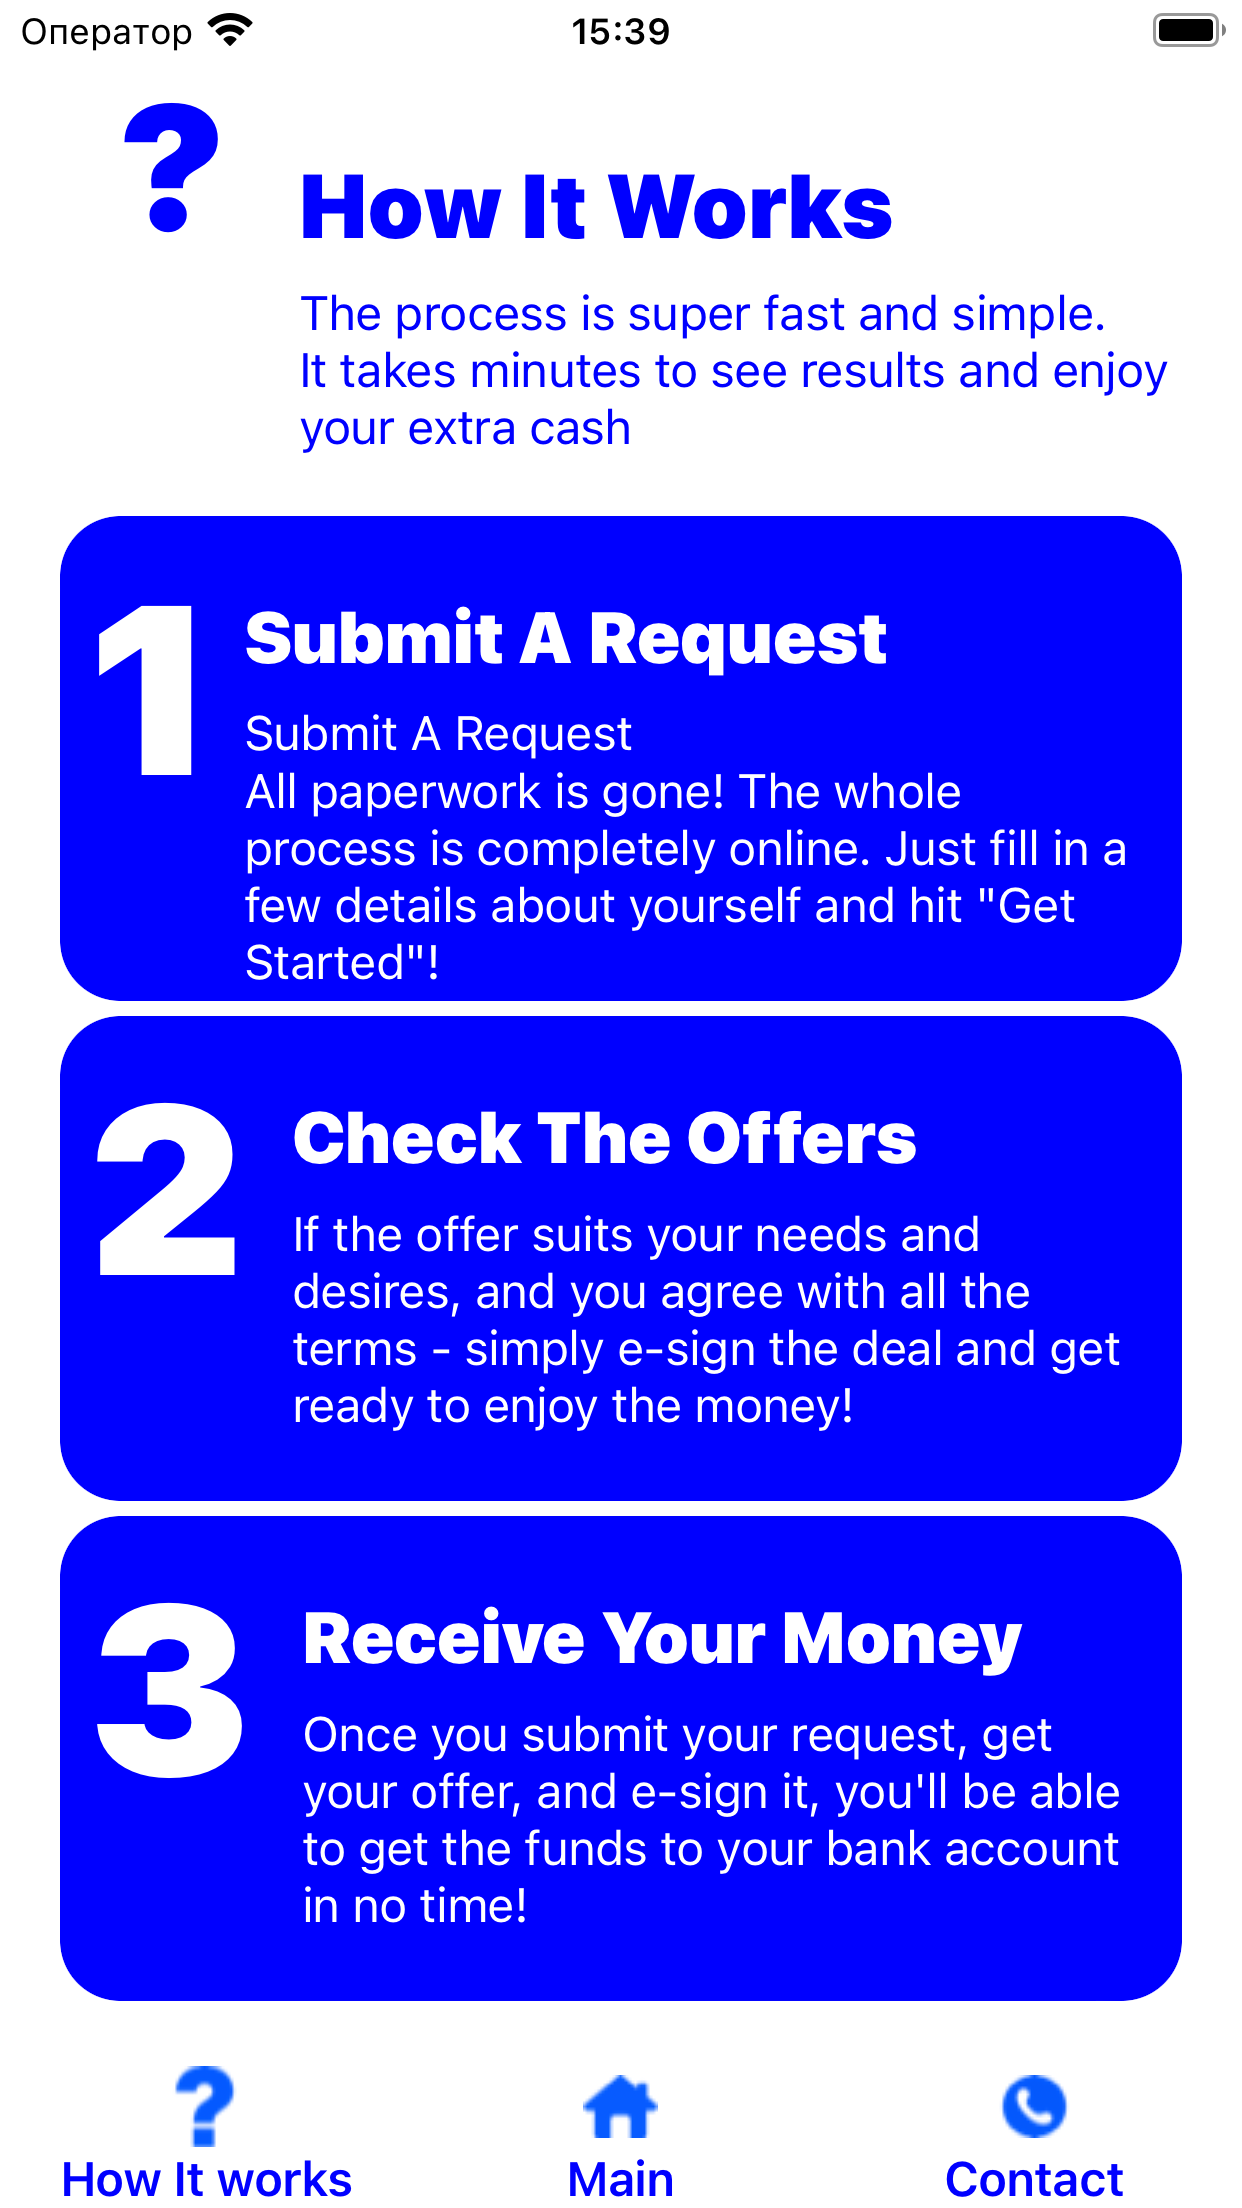 Оператор 15:39
?
How It Works
The process is super fast and simple.
It takes minutes to see results and enjoy
your extra cash
1
Submit A Request
Submit A Request
All paperwork is gone! The whole
process is completely online. Just fill in a
few details about yourself and hit "Get
Started"!
2
Check The Offers
If the offer suits your needs and
desires, and you agree with all the
terms - simply e-sign the deal and get
ready to enjoy the money!
3
Receive Your Money
Once you submit your request, get
your offer, and e-sign it, you'll be able
to get the funds to your bank account
in no time!
?
How It works Main Contact